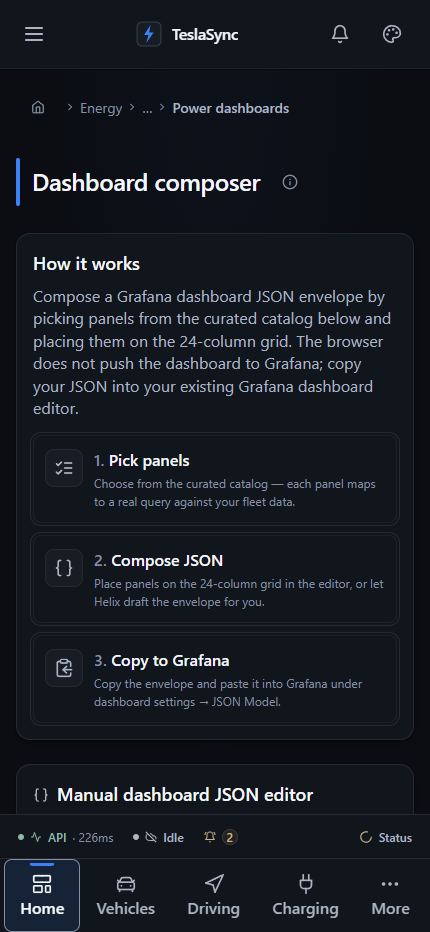 TeslaSync
Energy ... Power dashboards
Dashboard composer
How it works
Compose a Grafana dashboard JSON envelope by
picking panels from the curated catalog below and
placing them on the 24-column grid. The browser
does not push the dashboard to Grafana; copy
your JSON into your existing Grafana dashboard
editor.
1. Pick panels
Choose from the curated catalog — each panel maps
to a real query against your fleet data.
2. Compose JSON
Place panels on the 24-column grid in the editor, or let
Helix draft the envelope for you.
3. Copy to Grafana
Copy the envelope and paste it into Grafana under
dashboard settings → JSON Model.
Manual dashboard JSON editor
API · 226ms Idle 2 Status
Home Vehicles Driving Charging More